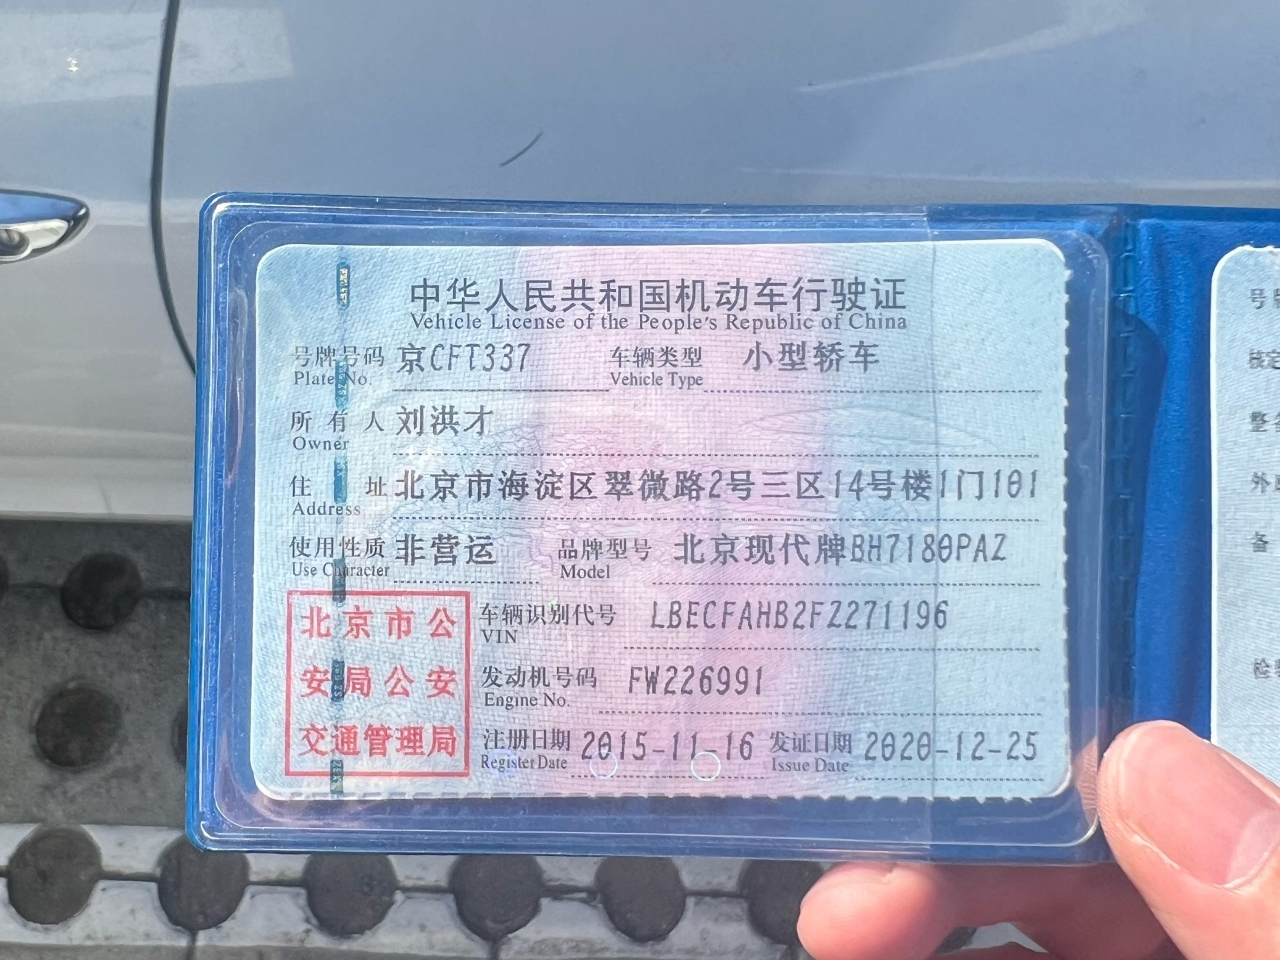 中华人民共和国机动车行驶证
Vehicle License of the People's Republic of China
号牌号码 京CFT337 车辆类型 小型轿车
Plate No. Vehicle Type
所有人 刘洪才
Owner
住址 北京市海淀区翠微路2号三区14号楼1门101
Address
使用性质 非营运 品牌型号 北京现代牌BH7180PAZ
Use Character Model
北京市公
安局公安
交通管理局
车辆识别代号 LBECFAHB2FZ271196
VIN
发动机号码 FW226991
Engine No.
注册日期 2015-11-16 发证日期 2020-12-25
Register Date Issue Date
号
核定
整
外
备
检